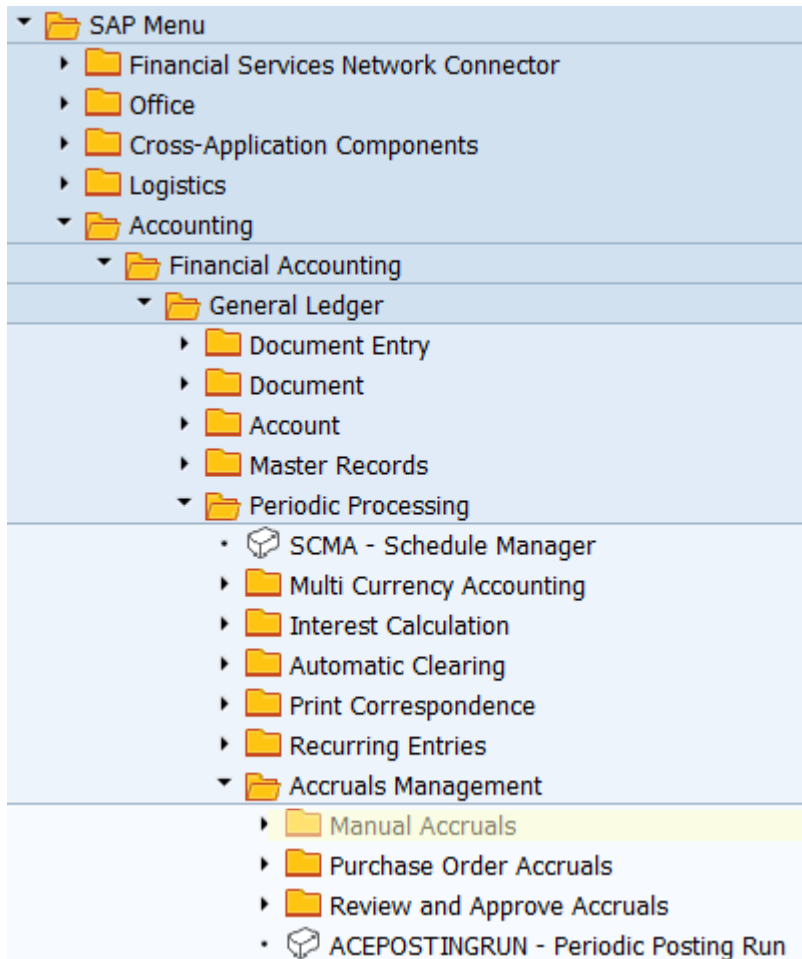 SAP Menu
Financial Services Network Connector
Office
Cross-Application Components
Logistics
Accounting
Financial Accounting
General Ledger
Document Entry
Document
Account
Master Records
Periodic Processing
SCMA - Schedule Manager
Multi Currency Accounting
Interest Calculation
Automatic Clearing
Print Correspondence
Recurring Entries
Accruals Management
Manual Accruals
Purchase Order Accruals
Review and Approve Accruals
ACEPOSTINGRUN - Periodic Posting Run